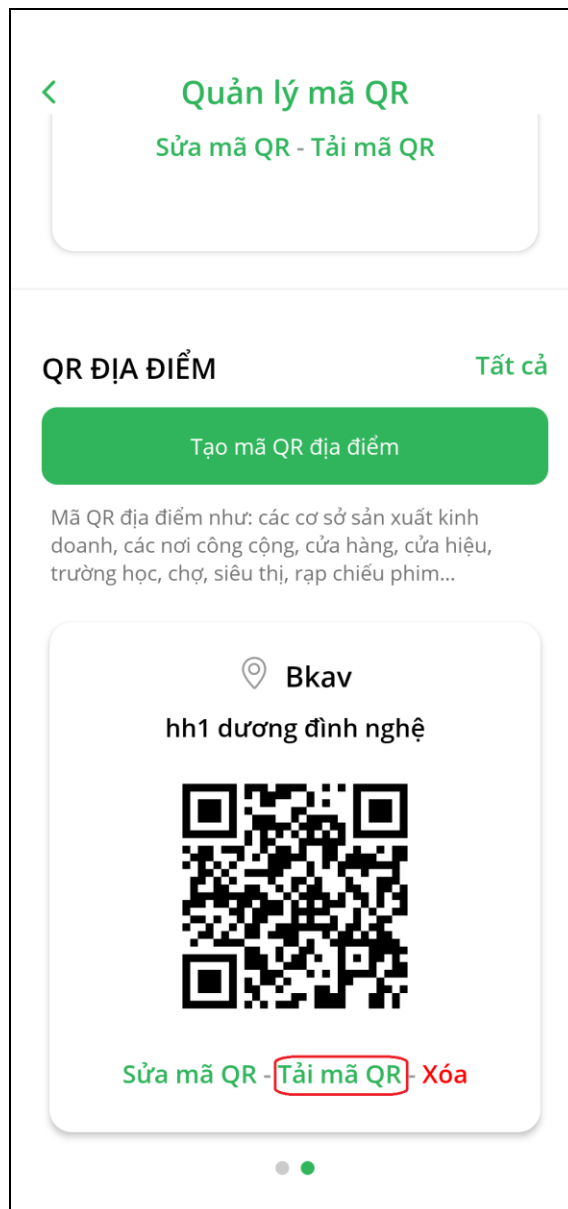 Quản lý mã QR
Sửa mã QR - Tải mã QR
QR ĐỊA ĐIỂM
Tất cả
Tạo mã QR địa điểm
Mã QR địa điểm như: các cơ sở sản xuất kinh
doanh, các nơi công cộng, cửa hàng, cửa hiệu,
trường học, chợ, siêu thị, rạp chiếu phim...
Bkav
hh1 dương đình nghệ
Sửa mã QR - Tải mã QR - Xóa